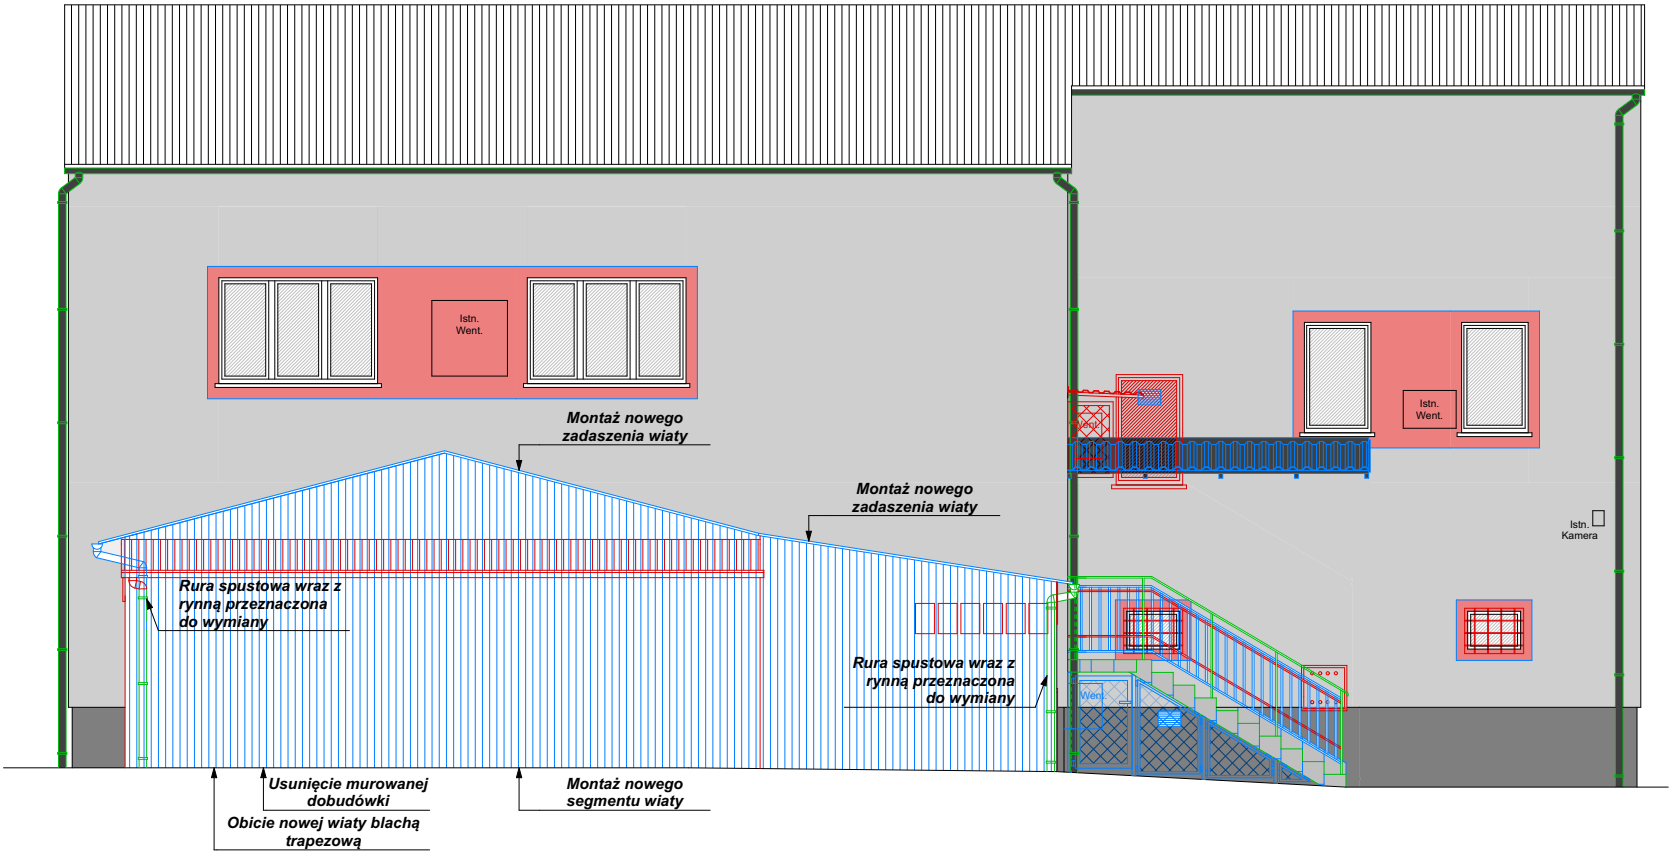 Istn.
Went.
Istn.
Went.
Montaż nowego
zadaszenia wiaty
Went.
Montaż nowego
zadaszenia wiaty
Istn.
Kamera
Rura spustowa wraz z
rynną przeznaczona
do wymiany
Rura spustowa wraz z
rynną przeznaczona
do wymiany
Went.
Usunięcie murowanej
dobudówki
Montaż nowego
segmentu wiaty
Obicie nowej wiaty blachą
trapezową